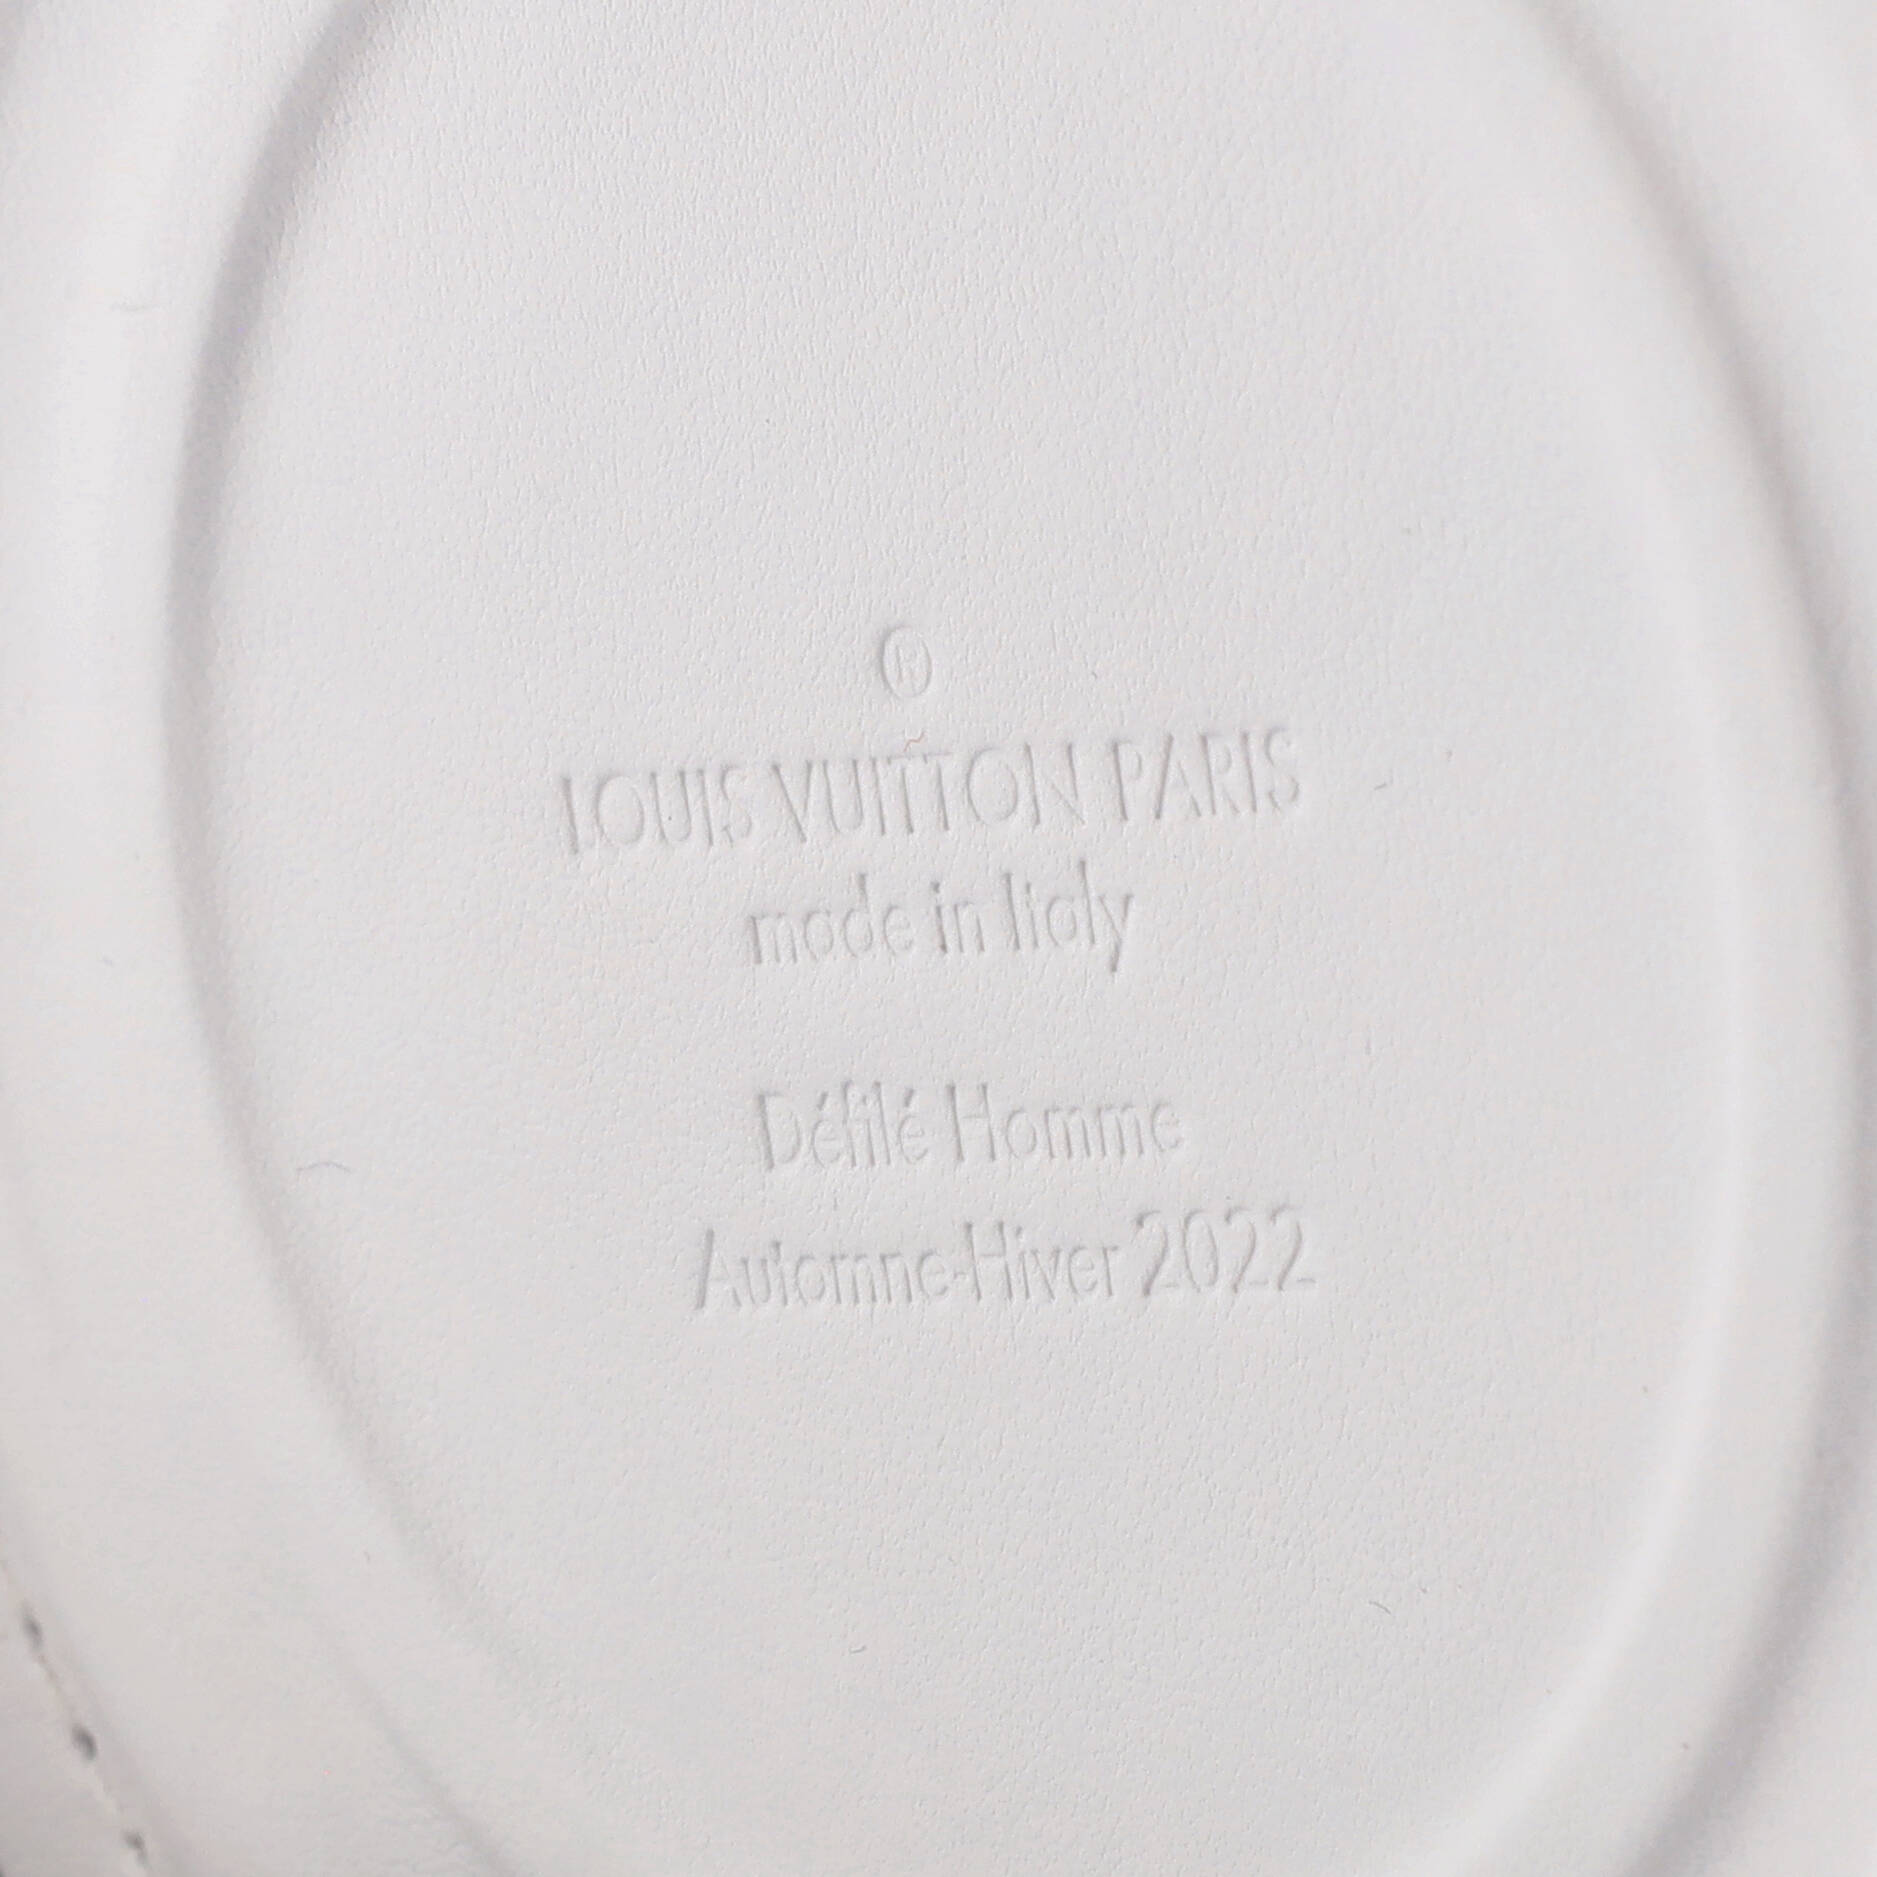 ®
LOUIS VUITTON PARIS
made in Italy
Défilé Homme
Automne-Hiver 2022